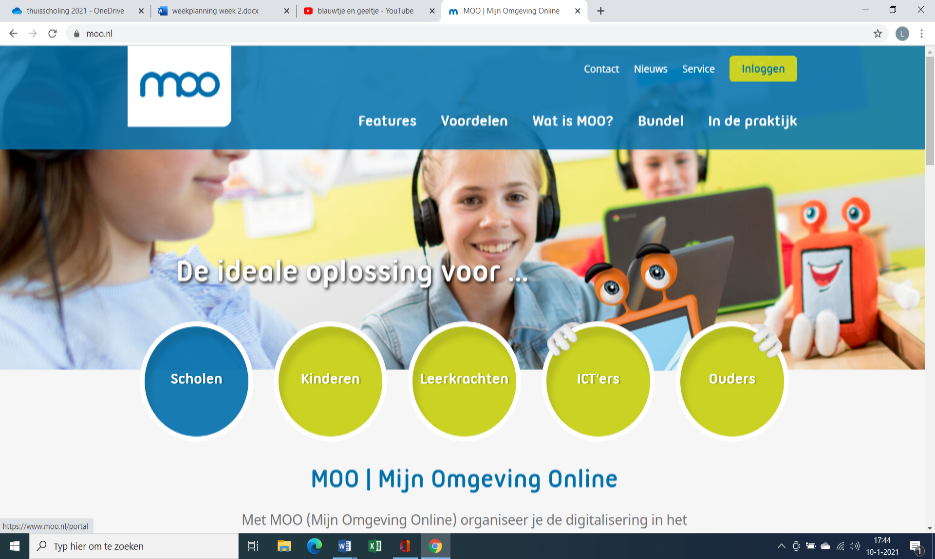 thuisscholing 2021 - OneDrive
weekplanning week 2.docx
blauwtje en geeltje - YouTube
MOO | Mijn Omgeving Online
moo.nl
L
moo
Contact Nieuws Service Inloggen
Features Voordelen Wat is MOO? Bundel In de praktijk
De ideale oplossing voor ...
Scholen Kinderen Leerkrachten ICT'ers Ouders
MOO | Mijn Omgeving Online
Met MOO (Mijn Omgeving Online) organiseer je de digitalisering in het
https://www.moo.nl/portal
Typ hier om te zoeken
17:44
10-1-2021
1